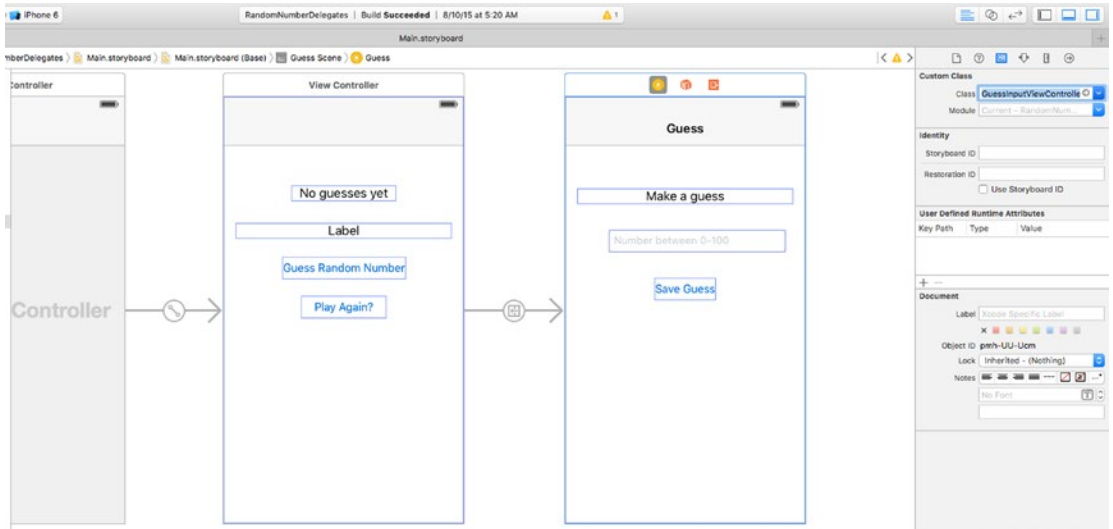 iPhone 6
RandomNumberDelegates | Build Succeeded | 8/10/15 at 5:20 AM
1
Main.storyboard
mberDelegates
Main.storyboard
Main.storyboard (Base)
Guess Scene
Guess
Controller
View Controller
Guess
No guesses yet
Label
Guess Random Number
Play Again?
Controller
Make a guess
Number between 0-100
Save Guess
Custom Class
Class GuessInputViewControlle
Module Current - RandomNum...
Identity
Storyboard ID
Restoration ID
Use Storyboard ID
User Defined Runtime Attributes
Key Path Type Value
Document
Label Xcode Specific Label
Object ID pmh-UU-Ucm
Lock Inherited - (Nothing)
Notes
No Font